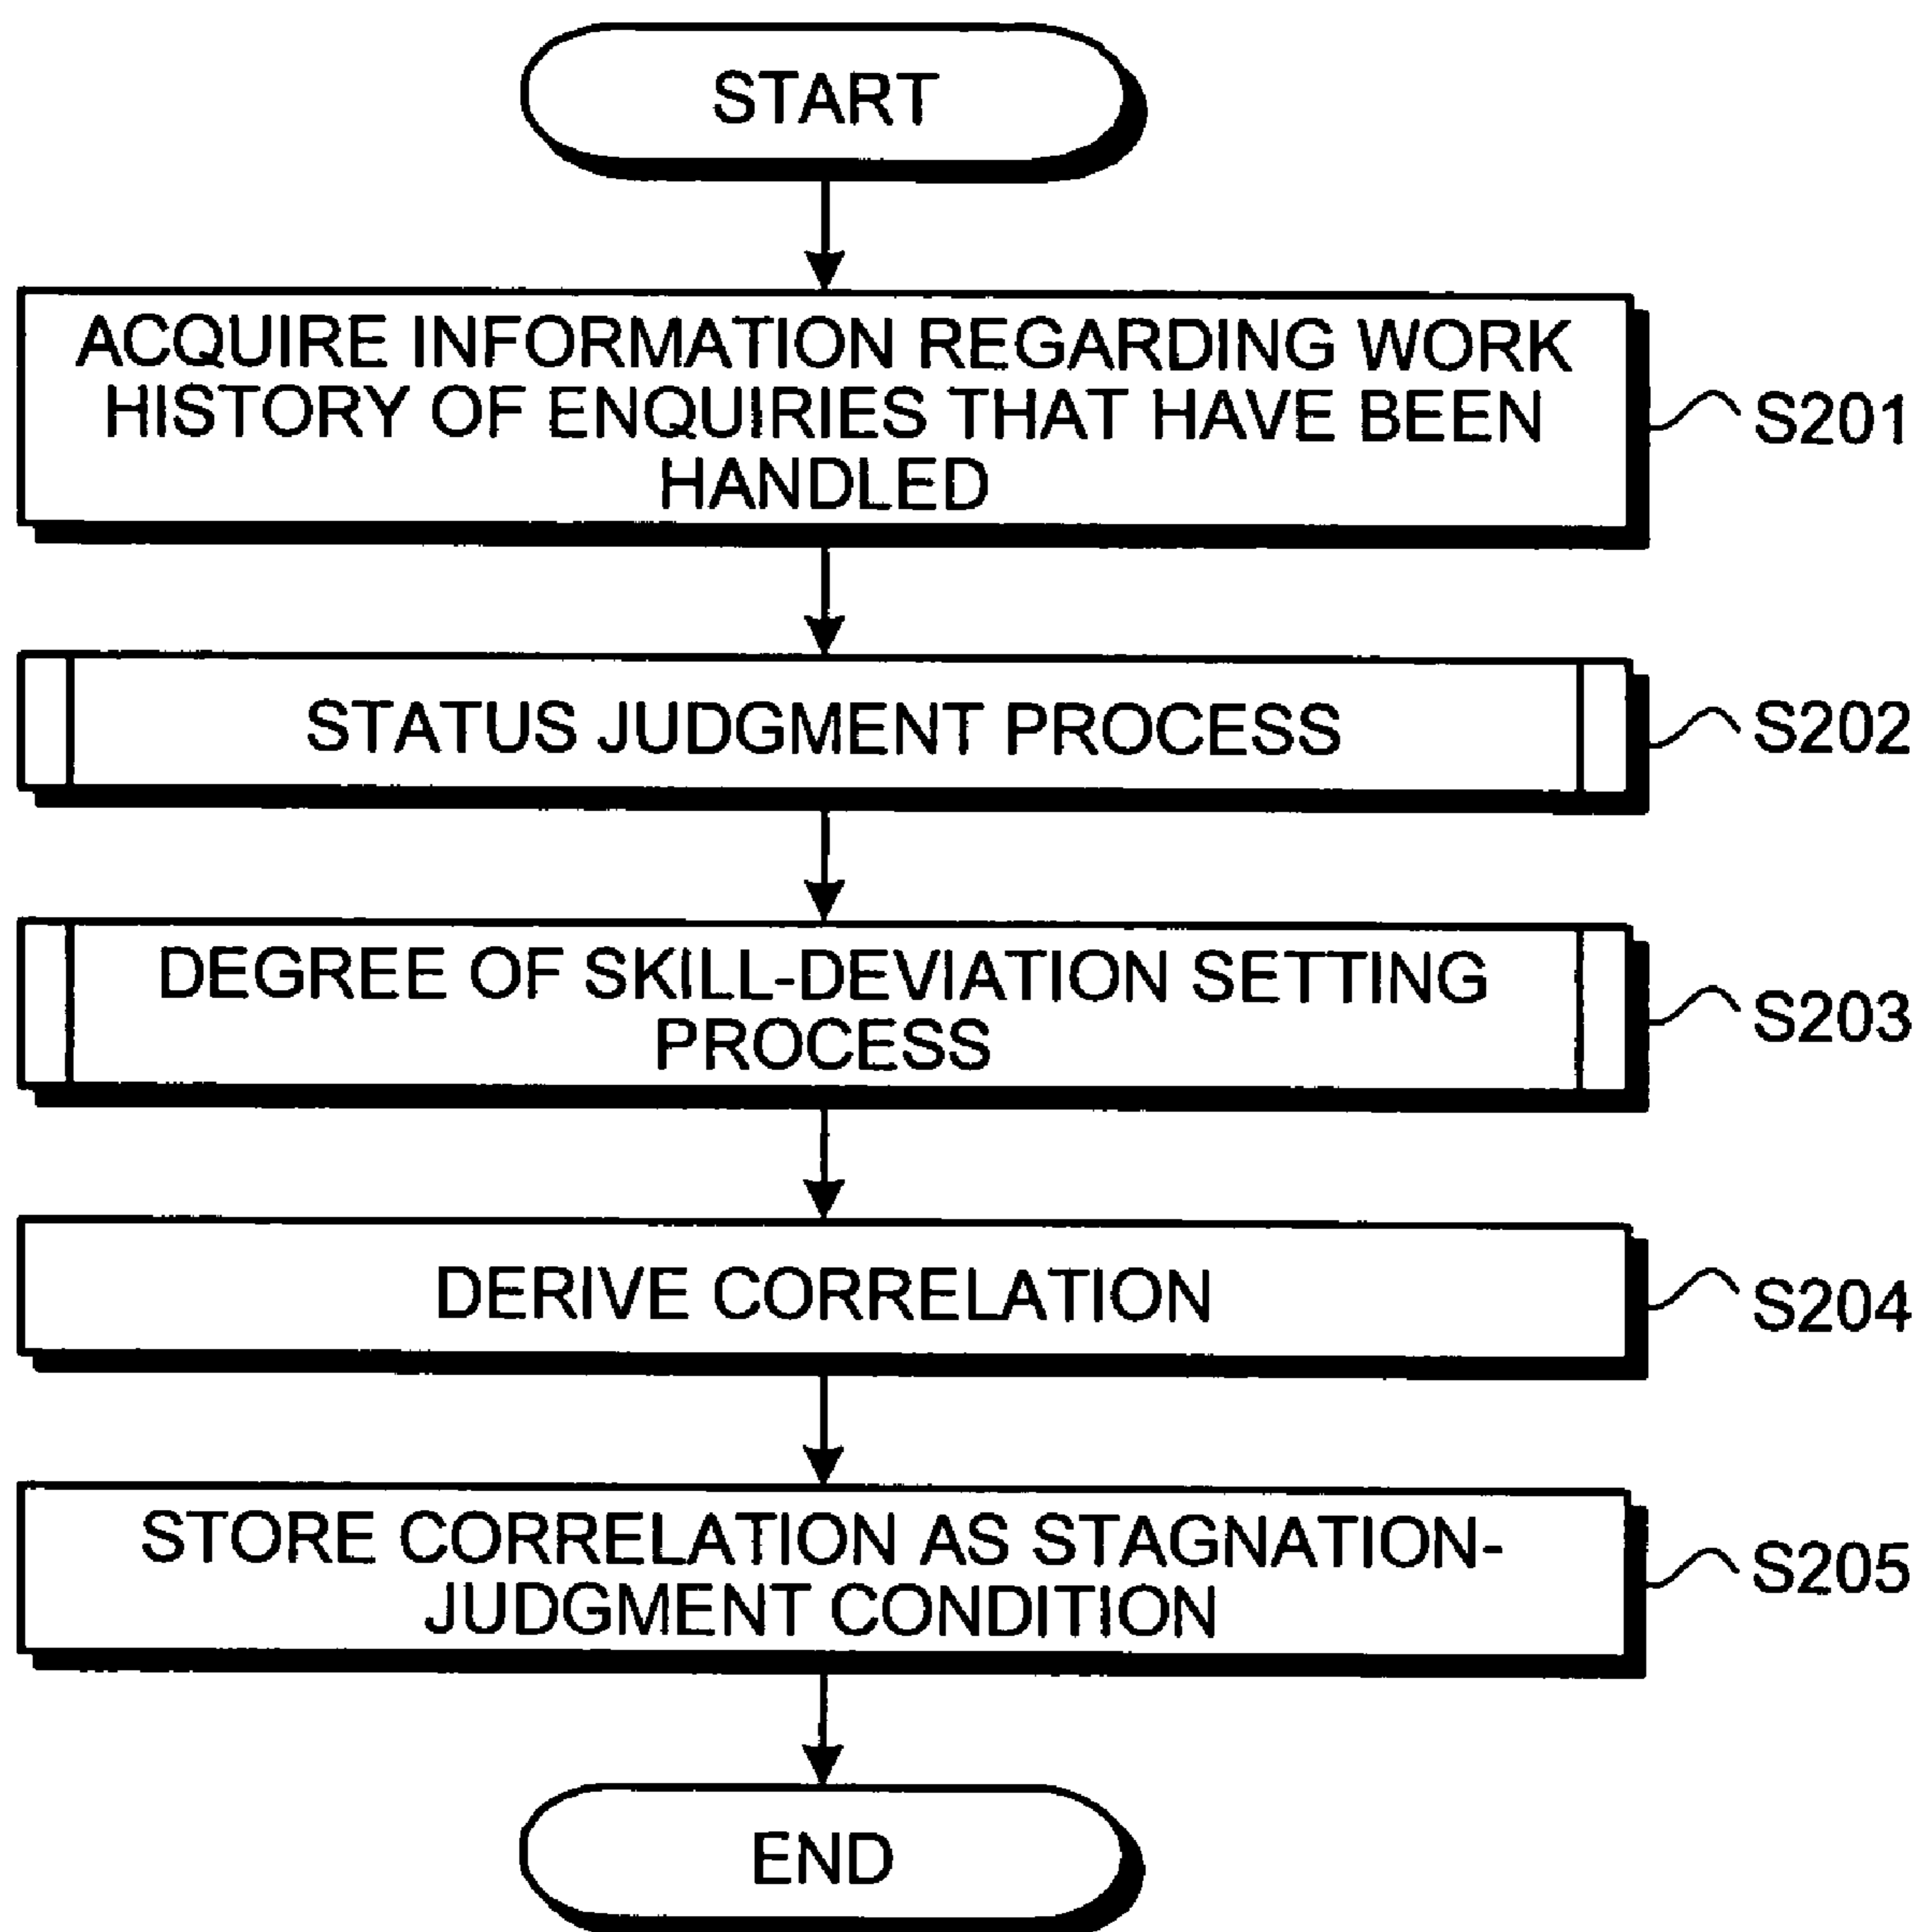 START
ACQUIRE INFORMATION REGARDING WORK
HISTORY OF ENQUIRIES THAT HAVE BEEN
HANDLED
S201
STATUS JUDGMENT PROCESS
S202
DEGREE OF SKILL-DEVIATION SETTING
PROCESS
S203
DERIVE CORRELATION
S204
STORE CORRELATION AS STAGNATION-
JUDGMENT CONDITION
S205
END